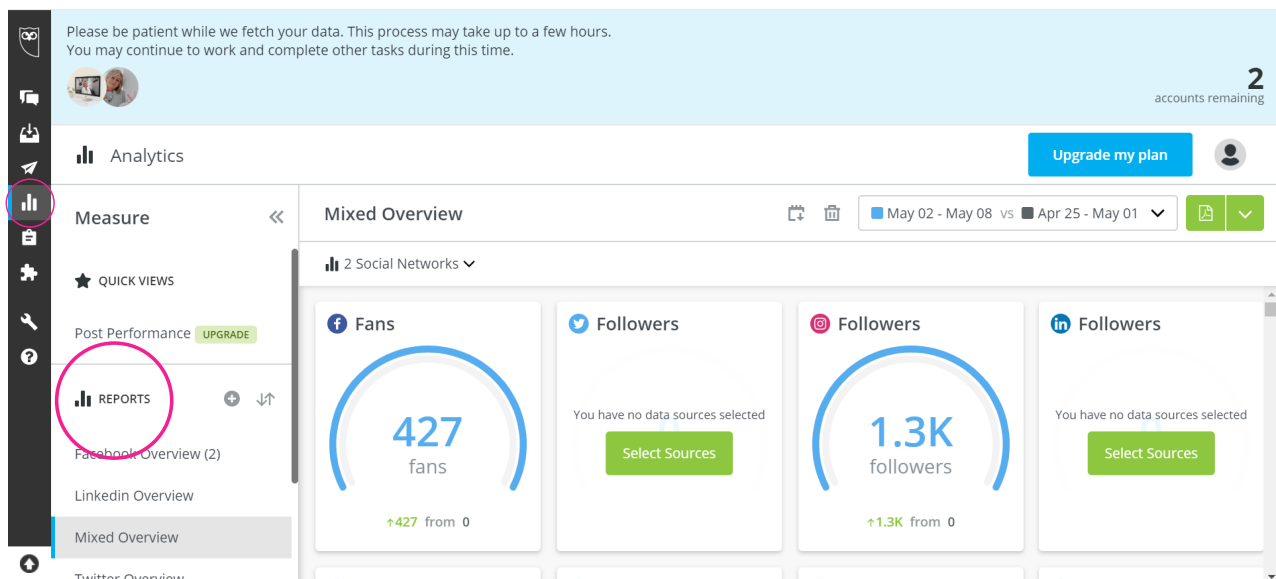 Please be patient while we fetch your data. This process may take up to a few hours.
You may continue to work and complete other tasks during this time.
2
accounts remaining
Analytics
Upgrade my plan
Measure
Mixed Overview
May 02 - May 08 vs Apr 25 - May 01
QUICK VIEWS
2 Social Networks
Post Performance UPGRADE
REPORTS
Facebook Overview (2)
Linkedin Overview
Mixed Overview
Twitter Overview
Fans
427
fans
↑427 from 0
Followers
You have no data sources selected
Select Sources
Followers
1.3K
followers
↑1.3K from 0
Followers
You have no data sources selected
Select Sources